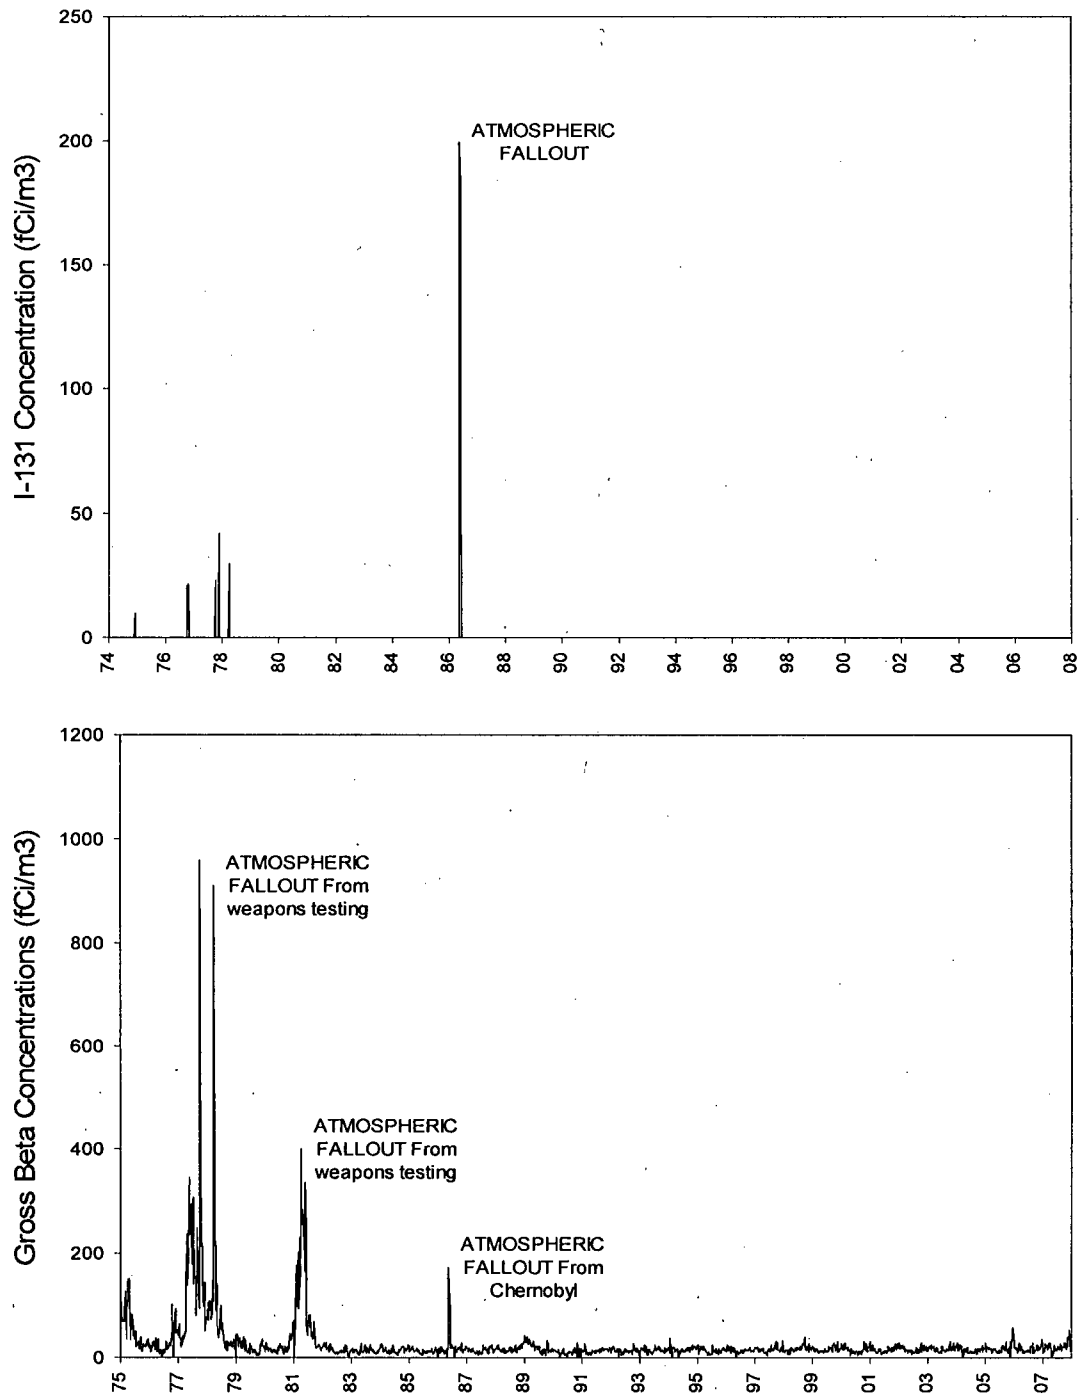 250
200
150
100
50
0
I-131 Concentration (fCi/m3)
ATMOSPHERIC
FALLOUT
74 76 78 80 82 84 86 88 90 92 94 96 98 00 02 04 06 08
1200
1000
800
600
400
200
0
Gross Beta Concentrations (fCi/m3)
ATMOSPHERIC
FALLOUT From
weapons testing
ATMOSPHERIC
FALLOUT From
weapons testing
ATMOSPHERIC
FALLOUT From
Chernobyl
75 77 79 81 83 85 87 89 91 93 95 97 99 01 03 05 07